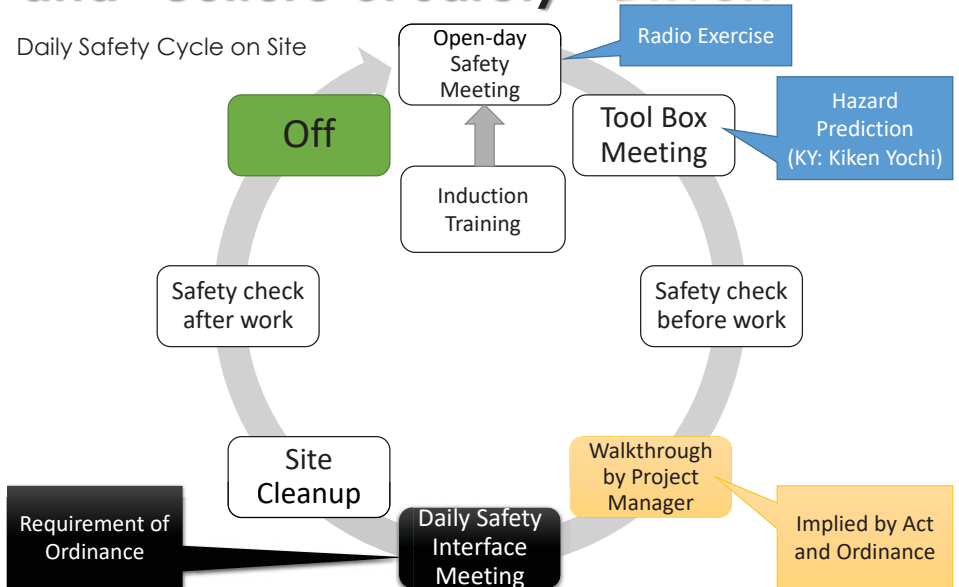 Daily Safety Cycle on Site
Open-day
Safety
Meeting
Radio Exercise
Tool Box
Meeting
Hazard
Prediction
(KY: Kiken Yochi)
Off
Induction
Training
Safety check
after work
Safety check
before work
Site
Cleanup
Walkthrough
by Project
Manager
Requirement of
Ordinance
Daily Safety
Interface
Meeting
Implied by Act
and Ordinance